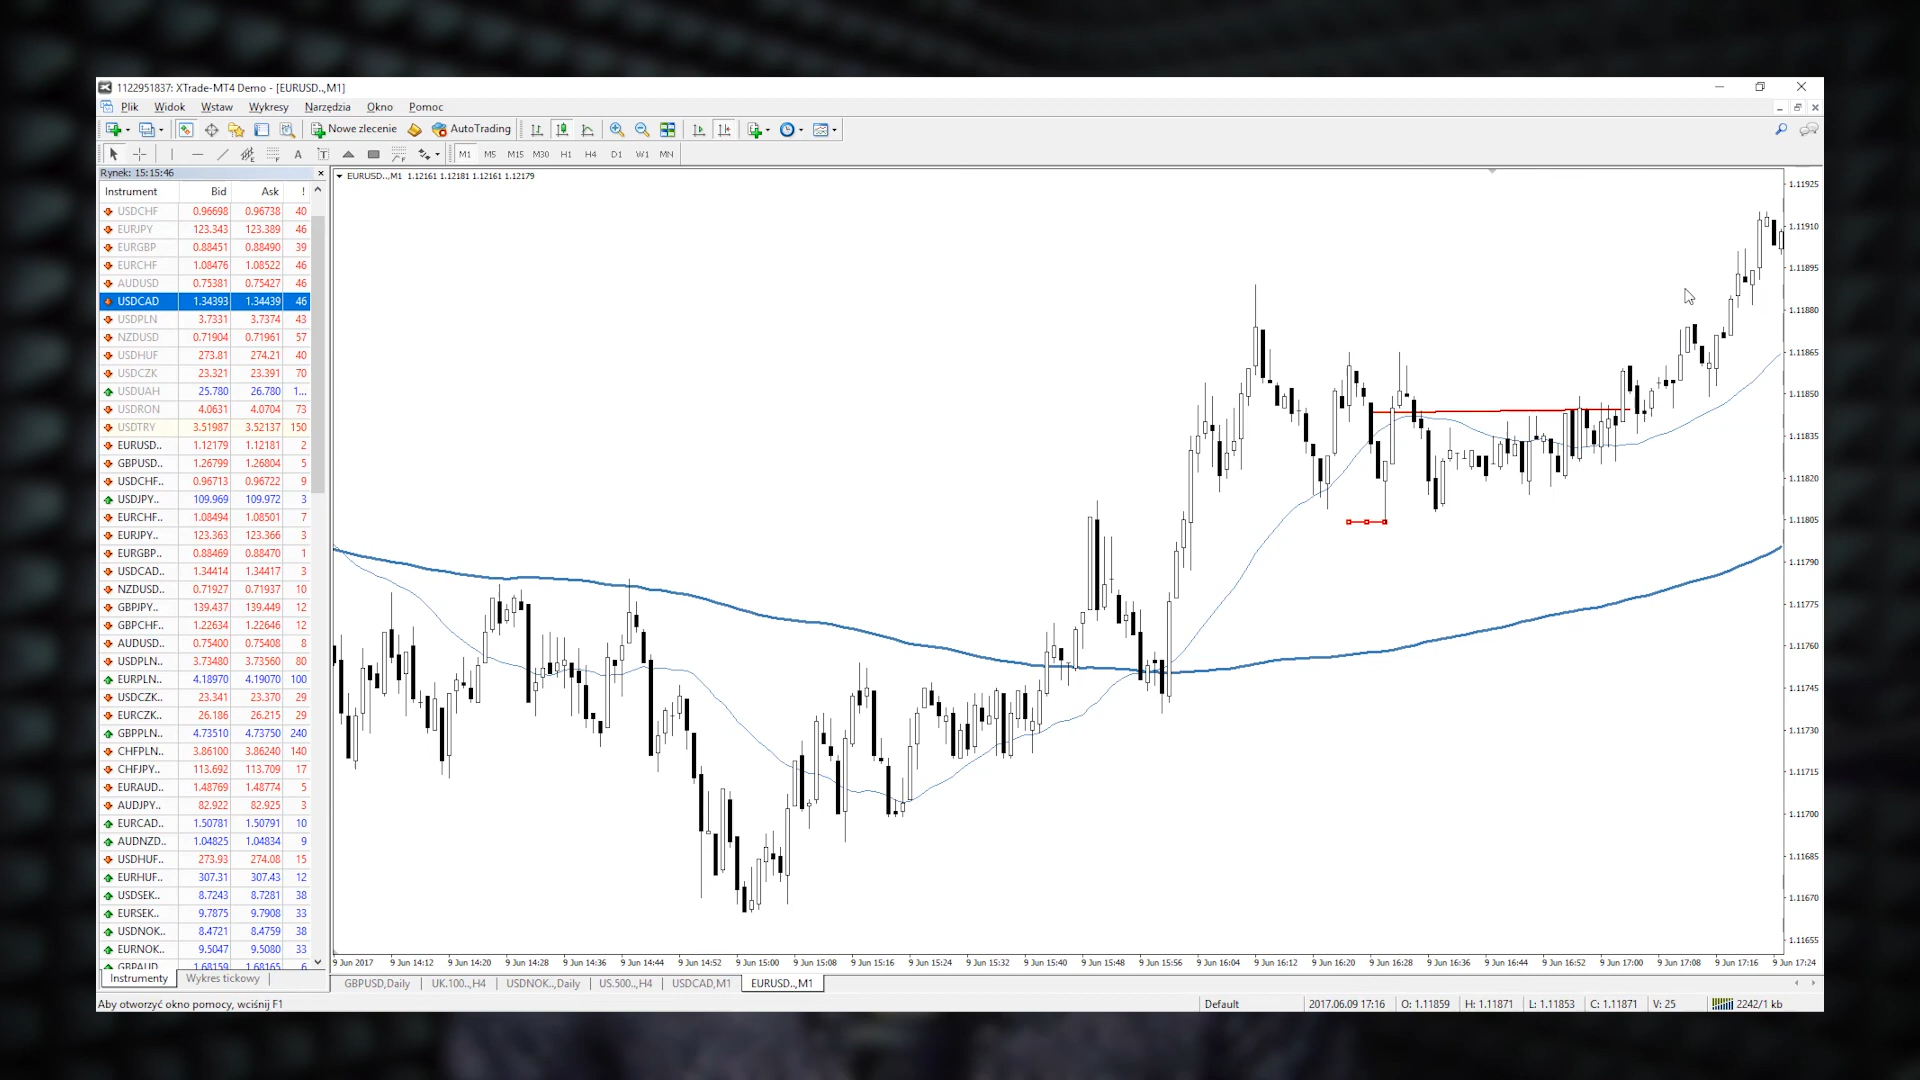 1122951837: XTrade-MT4 Demo - [EURUSD..,M1]
Plik Widok Wstaw Wykresy Narzędzia Okno Pomoc
Nowe zlecenie AutoTrading
A T M1 M5 M15 M30 H1 H4 D1 W1 MN
Rynek: 15:15:46
Instrument Bid Ask !
USDCHF 0.96698 0.96738 40
EURJPY 123.343 123.389 46
EURGBP 0.88451 0.88490 39
EURCHF 1.08476 1.08522 46
AUDUSD 0.75381 0.75427 46
USDCAD 1.34393 1.34439 46
USDPLN 3.7331 3.7374 43
NZDUSD 0.71904 0.71961 57
USDHUF 273.81 274.21 40
USDCZK 23.321 23.391 70
USDUAH 25.780 26.780 1...
USDRON 4.0631 4.0704 73
USDTRY 3.51987 3.52137 150
EURUSD.. 1.12179 1.12181 2
GBPUSD.. 1.26799 1.26804 5
USDCHF.. 0.96713 0.96722 9
USDJPY.. 109.969 109.972 3
EURCHF.. 1.08494 1.08501 7
EURJPY.. 123.363 123.366 3
EURGBP.. 0.88469 0.88470 1
USDCAD.. 1.34414 1.34417 3
NZDUSD.. 0.71927 0.71937 10
GBPJPY.. 139.437 139.449 12
GBPCHF.. 1.22634 1.22646 12
AUDUSD.. 0.75400 0.75408 8
USDPLN.. 3.73480 3.73560 80
EURPLN.. 4.18970 4.19070 100
USDCZK.. 23.341 23.370 29
EURCZK.. 26.186 26.215 29
GBPPLN.. 4.73510 4.73750 240
CHFPLN.. 3.86100 3.86240 140
CHFJPY.. 113.692 113.709 17
EURAUD.. 1.48769 1.48774 5
AUDJPY.. 82.922 82.925 3
EURCAD.. 1.50781 1.50791 10
AUDNZD.. 1.04825 1.04834 9
USDHUF.. 273.93 274.08 15
EURHUF.. 307.31 307.43 12
USDSEK.. 8.7243 8.7281 38
EURSEK.. 9.7875 9.7908 33
USDNOK.. 8.4721 8.4759 38
EURNOK.. 9.5047 9.5080 33
GBPAUD 1.68159 1.68165 6
Instrumenty Wykres tickowy
EURUSD..,M1 1.12161 1.12181 1.12161 1.12179
1.11925
1.11910
1.11895
1.11880
1.11865
1.11850
1.11835
1.11820
1.11805
1.11790
1.11775
1.11760
1.11745
1.11730
1.11715
1.11700
1.11685
1.11670
1.11655
9 Jun 2017 9 Jun 14:12 9 Jun 14:20 9 Jun 14:28 9 Jun 14:36 9 Jun 14:44 9 Jun 14:52 9 Jun 15:00 9 Jun 15:08 9 Jun 15:16 9 Jun 15:24 9 Jun 15:32 9 Jun 15:40 9 Jun 15:48 9 Jun 15:56 9 Jun 16:04 9 Jun 16:12 9 Jun 16:20 9 Jun 16:28 9 Jun 16:36 9 Jun 16:44 9 Jun 16:52 9 Jun 17:00 9 Jun 17:08 9 Jun 17:16 9 Jun 17:24
GBPUSD,Daily UK.100..,H4 USDNOK..,Daily US.500..,H4 USDCAD,M1 EURUSD..,M1
Aby otworzyć okno pomocy, wciśnij F1 Default 2017.06.09 17:16 O: 1.11859 H: 1.11871 L: 1.11853 C: 1.11871 V: 25 2242/1 kb